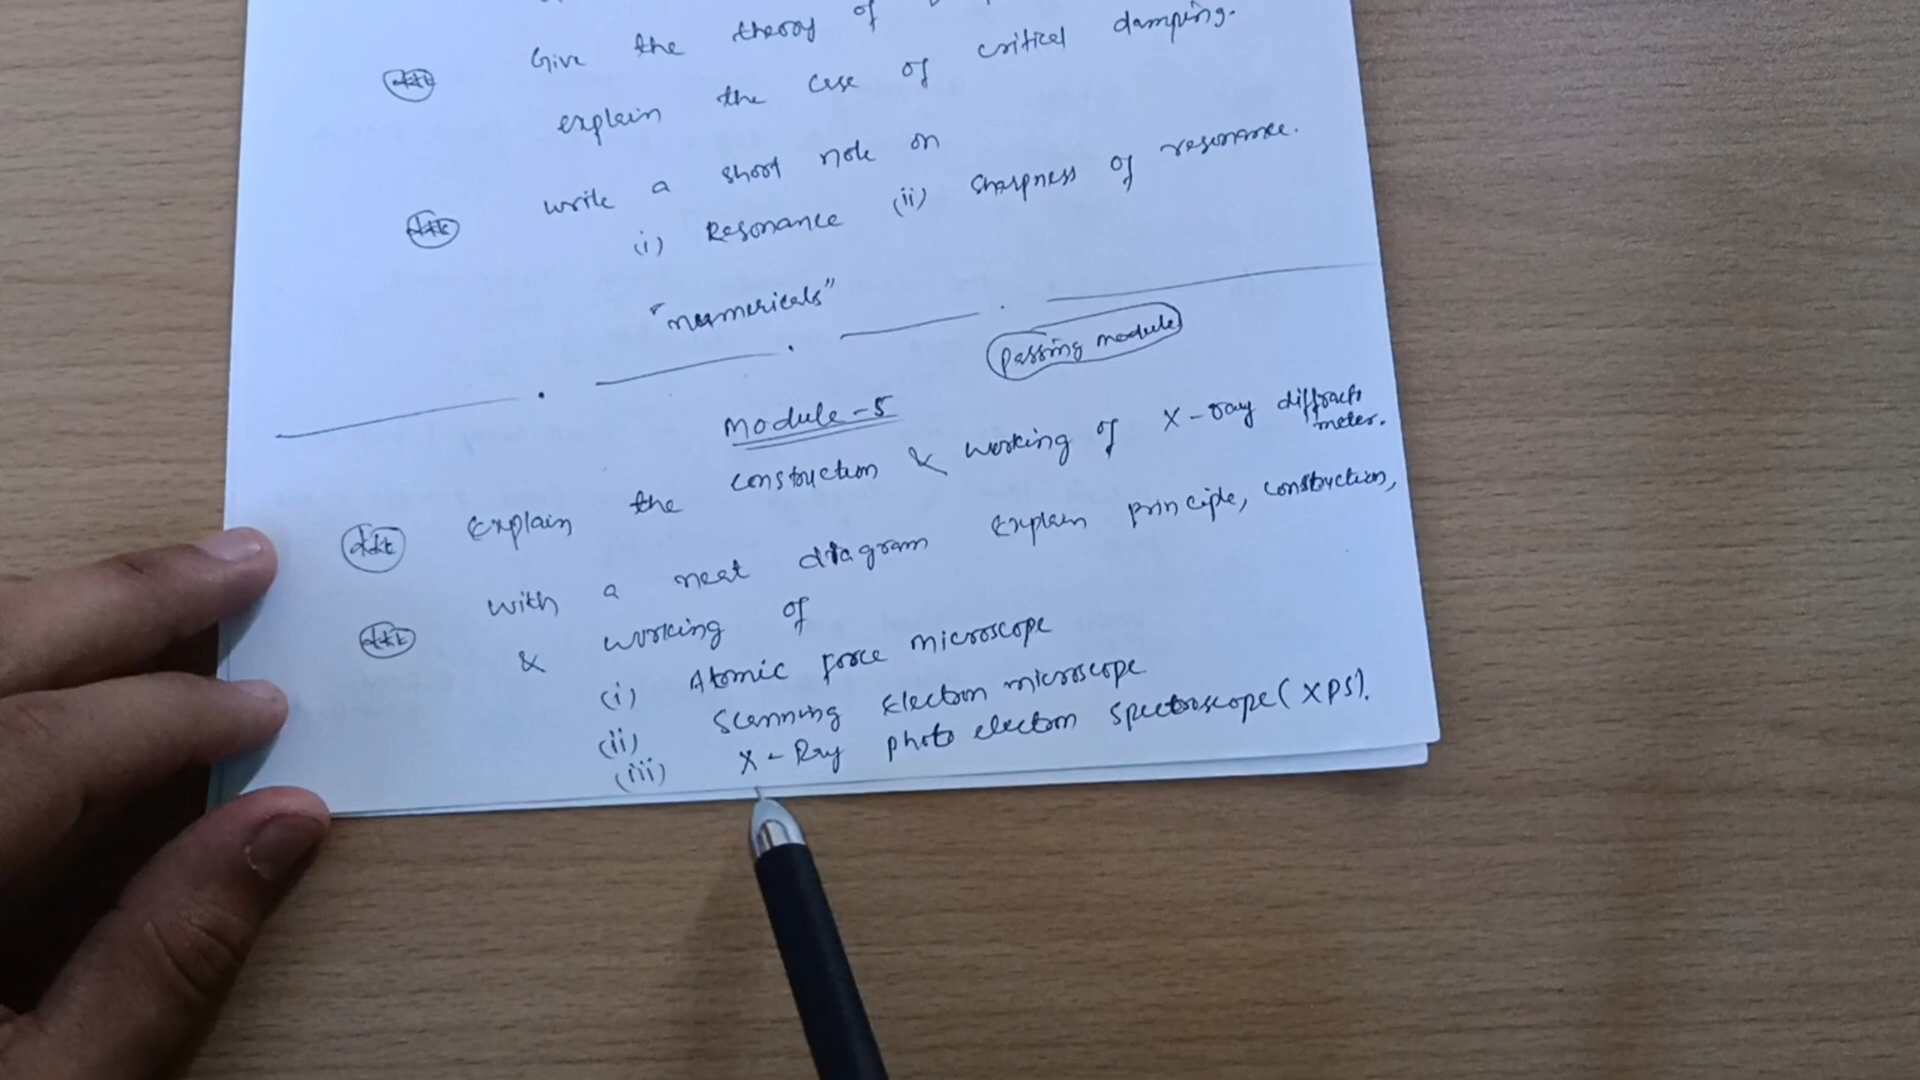 Give the theory of
explain the case of critical damping.
write a short note on
(i) Resonance (ii) sharpness of resonance.
"numericals"
Passing module
Module-5
Explain the construction & working of X-ray diffracto
meter.
with a neat diagram Explain principle, construction,
& working of
(i) Atomic force microscope
(ii) Scanning Electron microscope
(iii) X-Ray photo electron spectroscope (XPS).